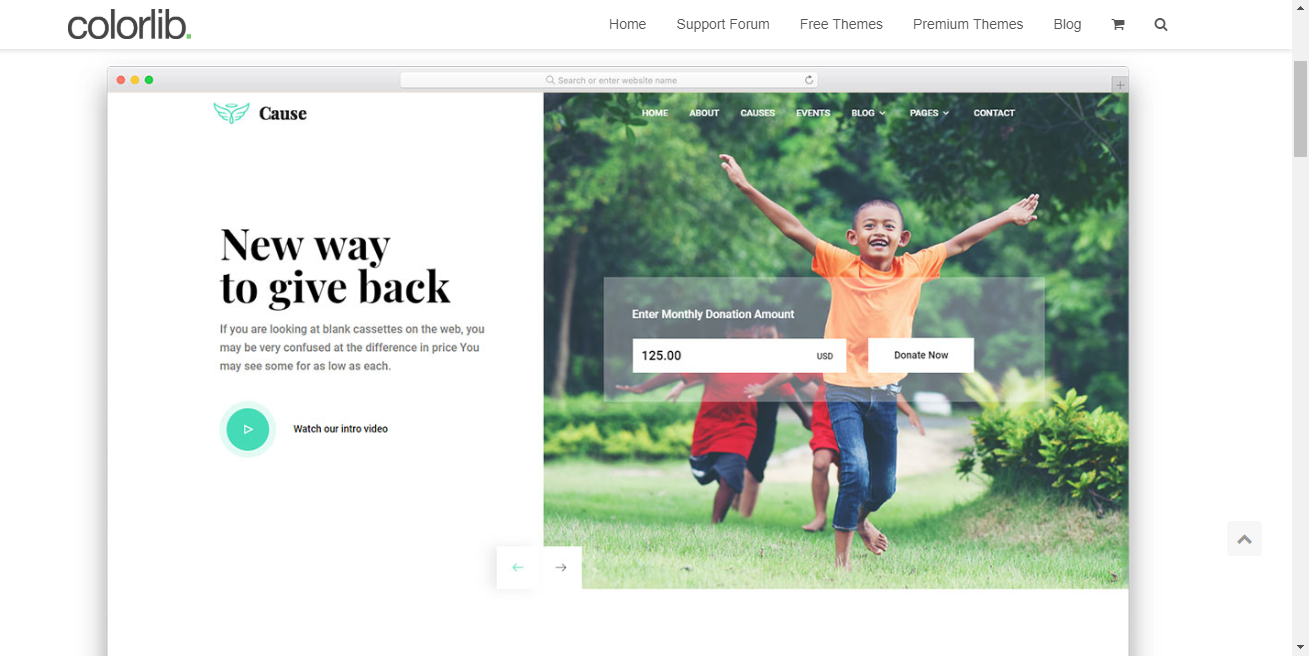 colorlib.
Home Support Forum Free Themes Premium Themes Blog
Search or enter website name
Cause
HOME ABOUT CAUSES EVENTS BLOG PAGES CONTACT
New way
to give back
If you are looking at blank cassettes on the web, you
may be very confused at the difference in price You
may see some for as low as each.
Watch our intro video
Enter Monthly Donation Amount
125.00 USD Donate Now